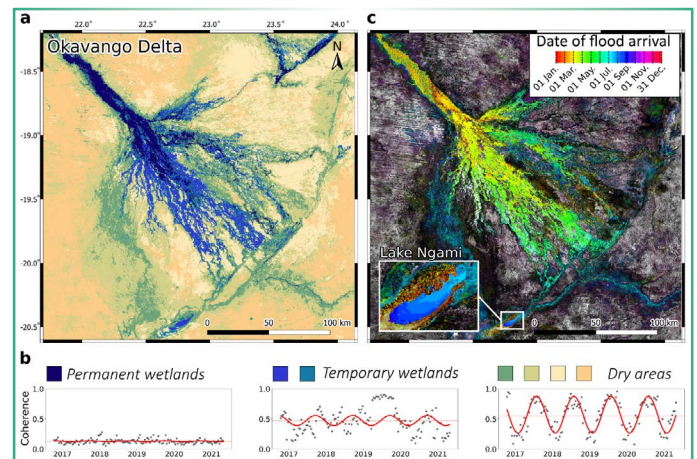 a
22.0°
22.5°
23.0°
23.5°
24.0°
c
Okavango Delta
N
Date of flood arrival
01 Jan.
01 Mar.
01 May.
01 Jul.
01 Sep.
01 Nov.
31 Dec.
-18.5°
-19.0°
-19.5°
-20.0°
-20.5°
Lake Ngami
0 50 100 km
0 50 100 km
b
Permanent wetlands
Temporary wetlands
Dry areas
Coherence
1.0
0.5
0.0
2017 2018 2019 2020 2021
1.0
0.5
0.0
2017 2018 2019 2020 2021
1.0
0.5
0.0
2017 2018 2019 2020 2021